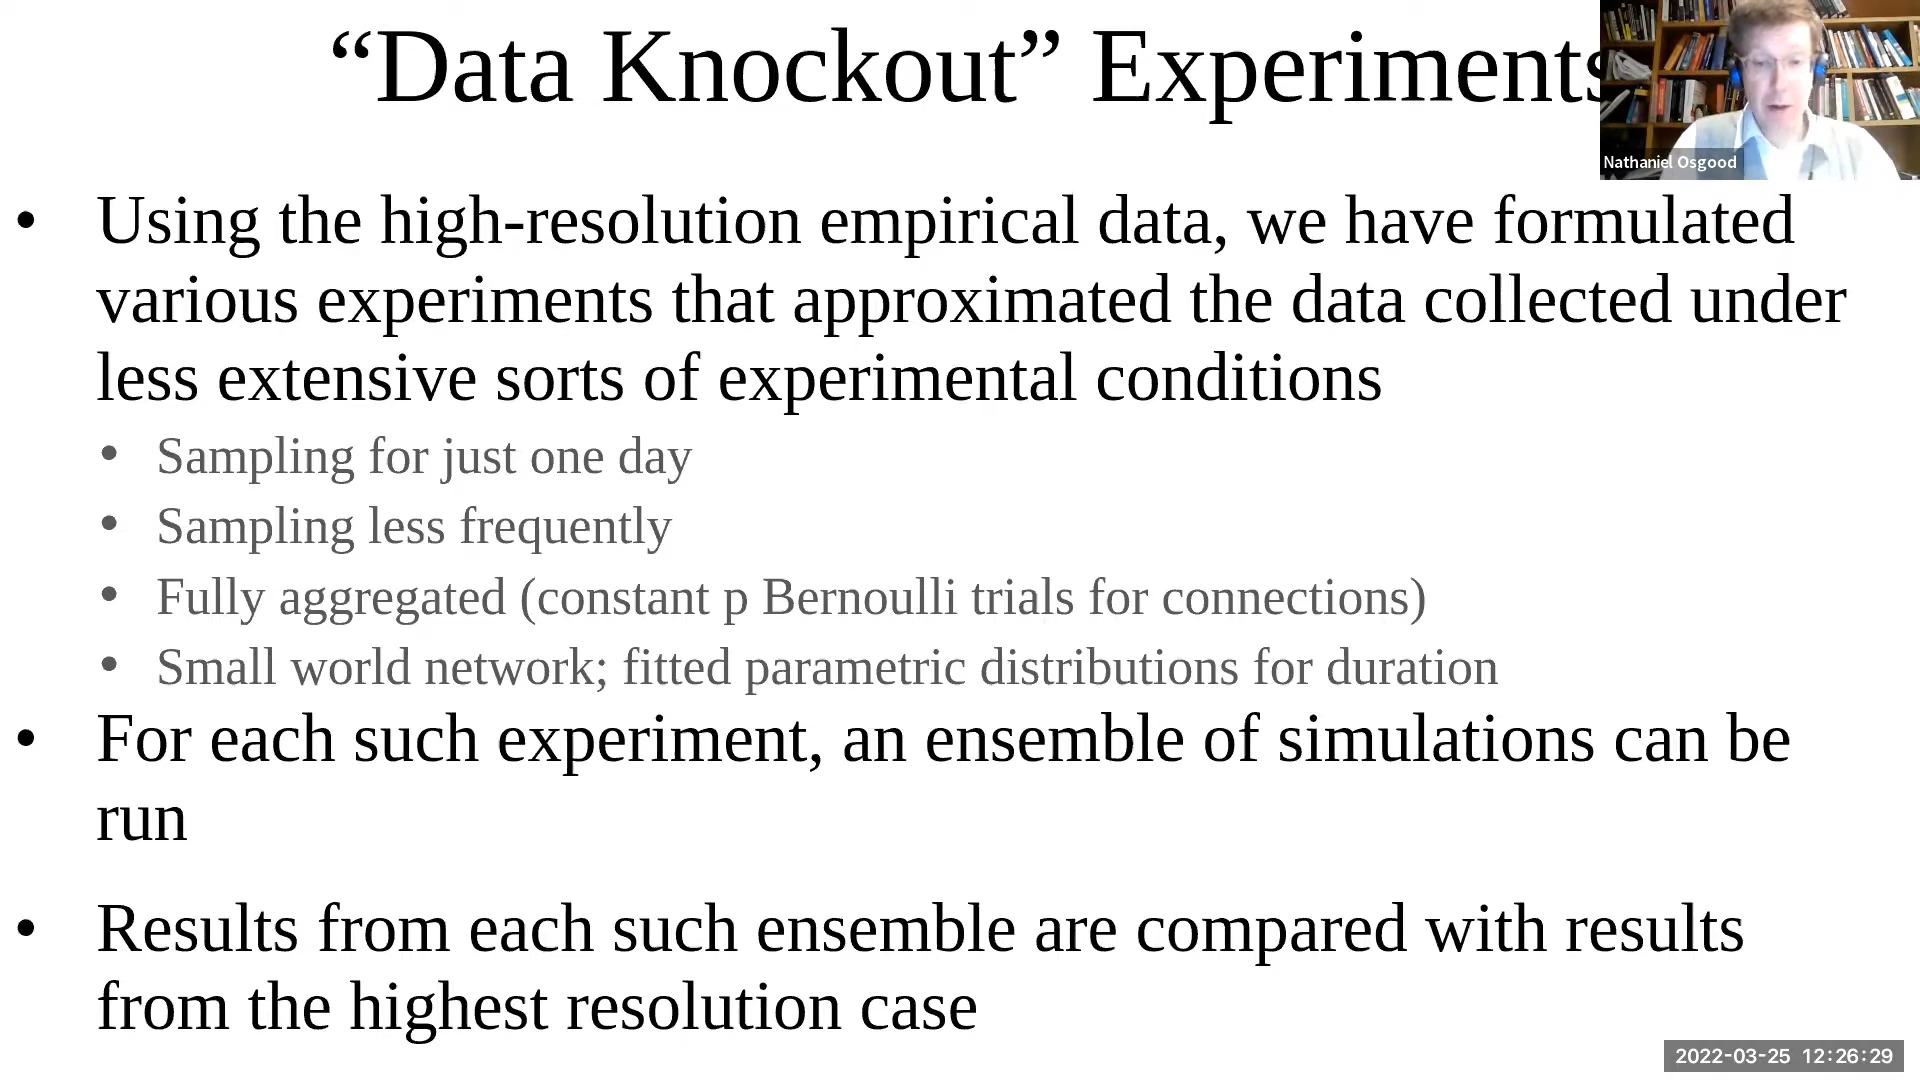 “Data Knockout” Experiments
Nathaniel Osgood
• Using the high-resolution empirical data, we have formulated
various experiments that approximated the data collected under
less extensive sorts of experimental conditions
• Sampling for just one day
• Sampling less frequently
• Fully aggregated (constant p Bernoulli trials for connections)
• Small world network; fitted parametric distributions for duration
• For each such experiment, an ensemble of simulations can be
run
• Results from each such ensemble are compared with results
from the highest resolution case
2022-03-25 12:26:29